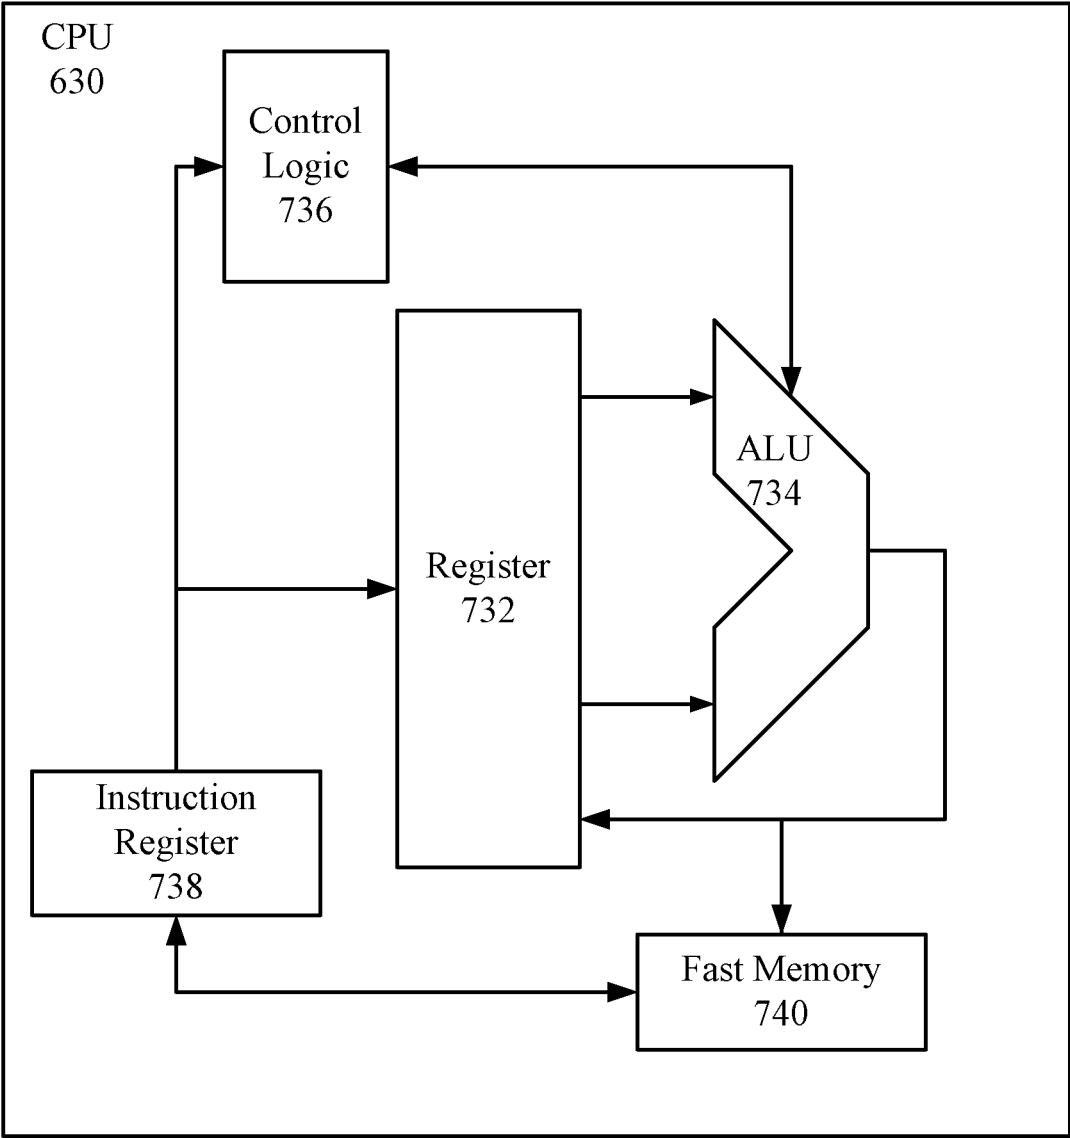 CPU
630
Control
Logic
736
ALU
734
Register
732
Instruction
Register
738
Fast Memory
740